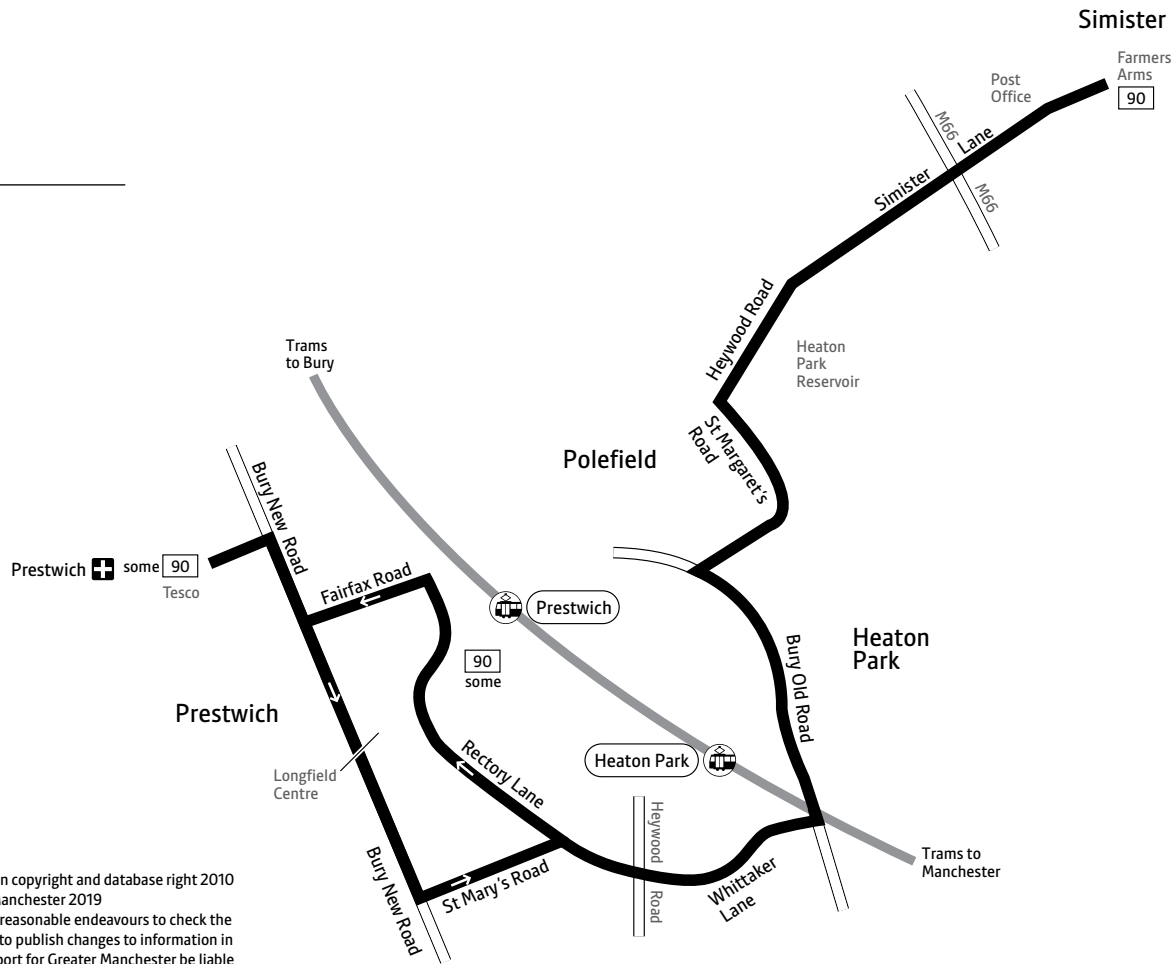 Simister
Farmers
Arms
90
Post
Office
M66
M66
Simister Lane
Heywood Road
Heaton
Park
Reservoir
St Margaret's
Road
Trams
to Bury
Polefield
Bury New Road
Prestwich some 90
Tesco
Fairfax Road
Prestwich
90
some
Heaton
Park
Bury Old Road
Prestwich
Heaton Park
Rectory Lane
Longfield
Centre
Heywood Road
Whittaker
Lane
Trams to
Manchester
St Mary's Road
Bury New Road
n copyright and database right 2010
anchester 2019
reasonable endeavours to check the
to publish changes to information in
port for Greater Manchester be liable